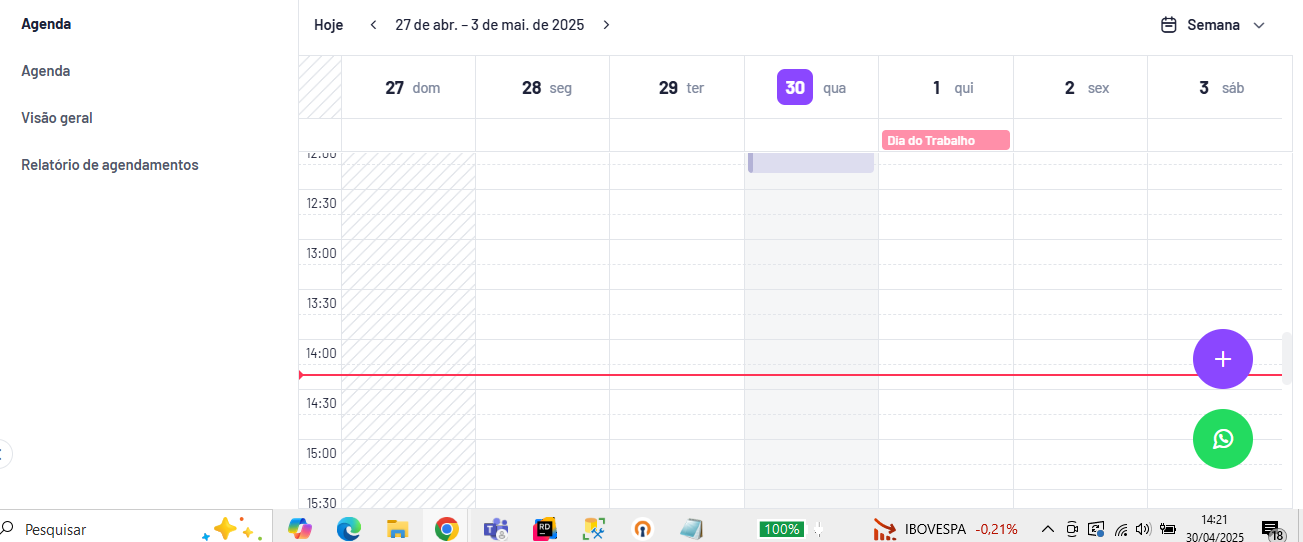 Agenda
Agenda
Visão geral
Relatório de agendamentos
Hoje 27 de abr. – 3 de mai. de 2025 Semana
27 dom 28 seg 29 ter 30 qua 1 qui 2 sex 3 sáb
Dia do Trabalho
12:00
12:30
13:00
13:30
14:00
14:30
15:00
15:30
Pesquisar 100% IBOVESPA -0,21% 14:21
30/04/2025 18
RD